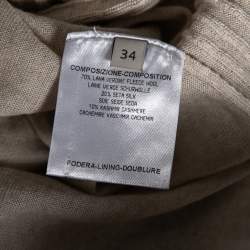 34
COMPOSIZIONE-COMPOSITION
70% LANA VERGINE FLEECE WOOL
LAINE VIERGE SCHURWOLLE
20% SETA SILK
SOIE SEIDE SEDA
10% KASHMIR CASHMERE
CACHEMIRE KASCHMIR CACHEMIR
FODERA-LINING-DOUBLURE